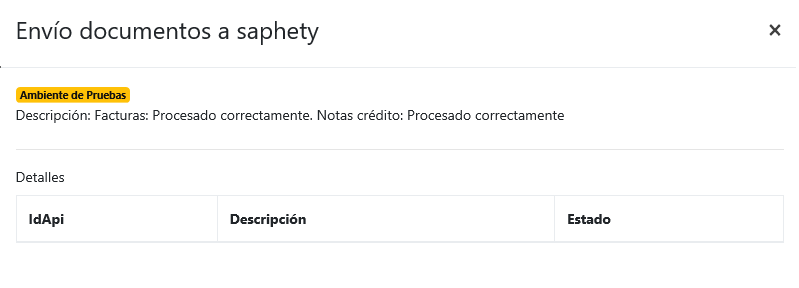 Envío documentos a saphety
×
Ambiente de Pruebas
Descripción: Facturas: Procesado correctamente. Notas crédito: Procesado correctamente
Detalles
IdApi Descripción Estado